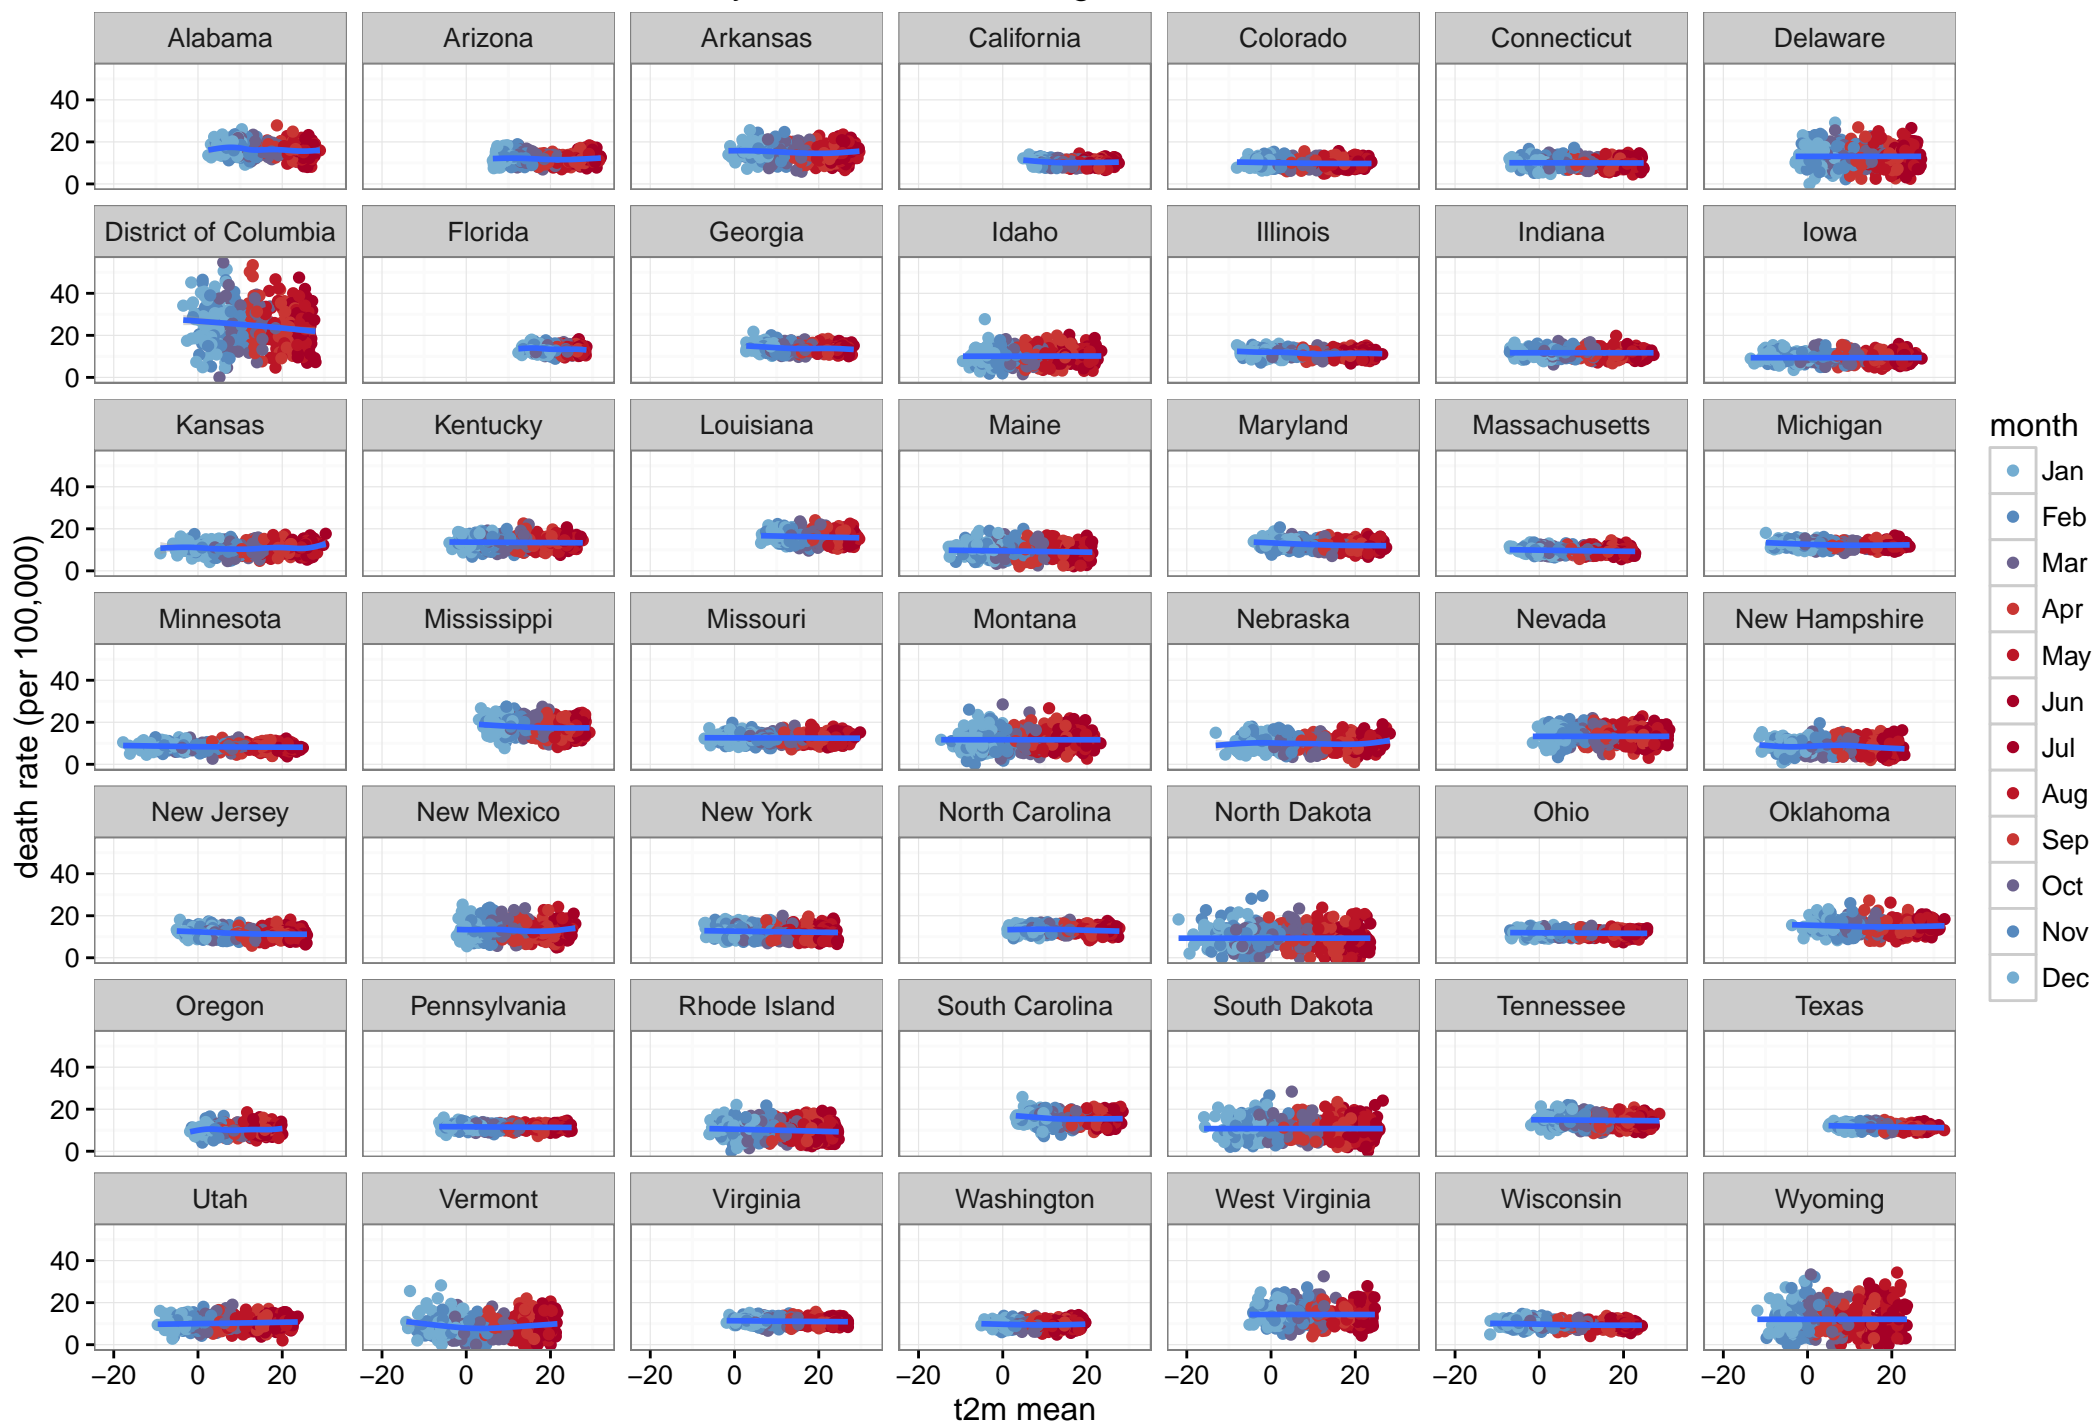 Alabama Arizona Arkansas California Colorado Connecticut Delaware
40
20
0
District of Columbia Florida Georgia Idaho Illinois Indiana Iowa
40
20
0
Kansas Kentucky Louisiana Maine Maryland Massachusetts Michigan
40
20
0
Minnesota Mississippi Missouri Montana Nebraska Nevada New Hampshire
40
20
0
New Jersey New Mexico New York North Carolina North Dakota Ohio Oklahoma
40
20
0
Oregon Pennsylvania Rhode Island South Carolina South Dakota Tennessee Texas
40
20
0
Utah Vermont Virginia Washington West Virginia Wisconsin Wyoming
40
20
0
−20 0 20 −20 0 20 −20 0 20 −20 0 20 −20 0 20 −20 0 20 −20 0 20
t2m mean
death rate (per 100,000)
month
Jan
Feb
Mar
Apr
May
Jun
Jul
Aug
Sep
Oct
Nov
Dec